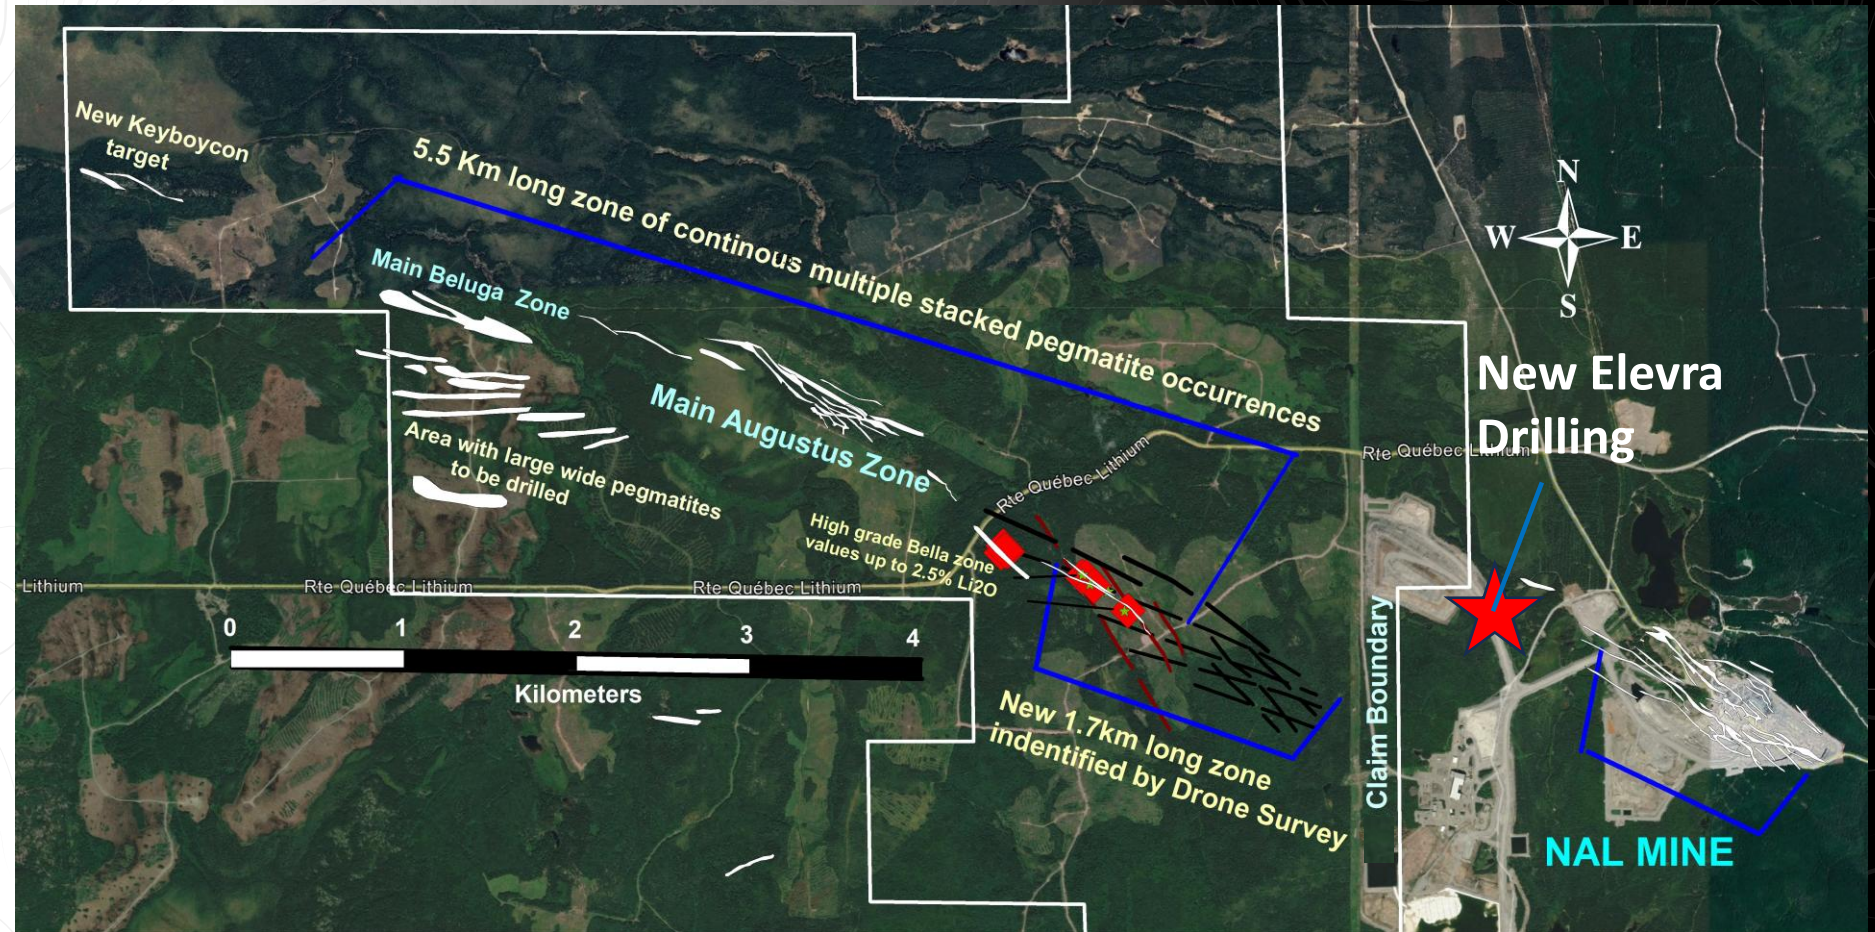 New Keyboycon
target
5.5 Km long zone of continous multiple stacked pegmatite occurrences
N
W
E
S
Main Beluga Zone
New Elevra
Drilling
Main Augustus Zone
Area with large wide pegmatites
to be drilled
Rte Québec Lithium
Rte Québec Lithium
High grade Bella zone
values up to 2.5% Li2O
Lithium
Rte Québec Lithium
Rte Québec Lithium
0
1
2
3
4
Kilometers
Claim Boundary
New 1.7km long zone
indentified by Drone Survey
NAL MINE